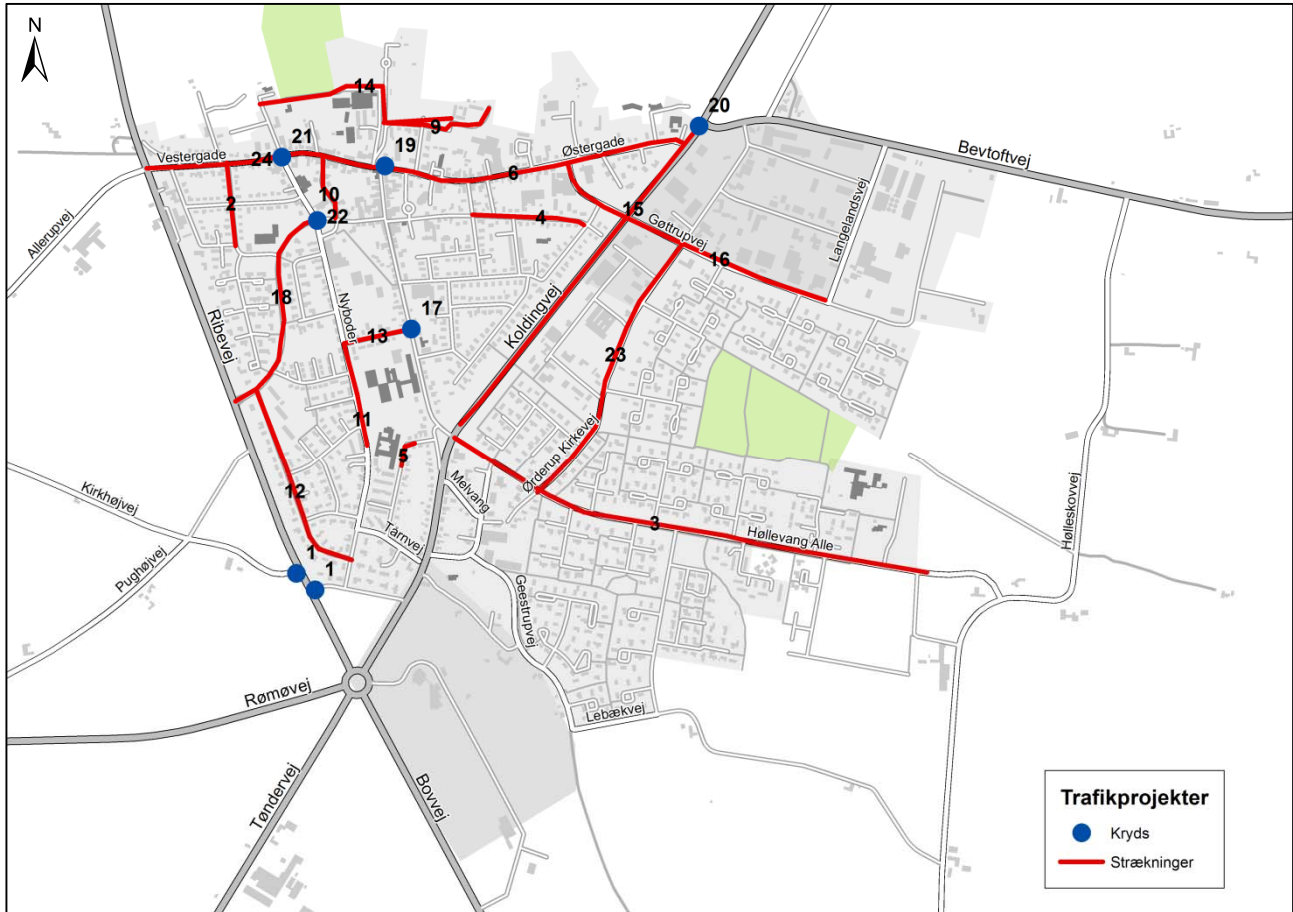 N
14
20
9
21
19
Vestergade
24
Østergade
6
Bevtoftvej
2
10
22
4
15
Gøttrupvej
16
Langelandsvej
Allerupvej
18
Ribevej
Nyboder
17
13
Koldingvej
23
11
5
Ørderup Kirkevej
Melvang
12
Kirkhøjvej
Tårnvej
3
Høllevang Alle
Hølleskovvej
Pughøjvej
1
1
Geestrupvej
Rømøvej
Lebækvej
Tøndervej
Bovvej
Trafikprojekter
Kryds
Strækninger